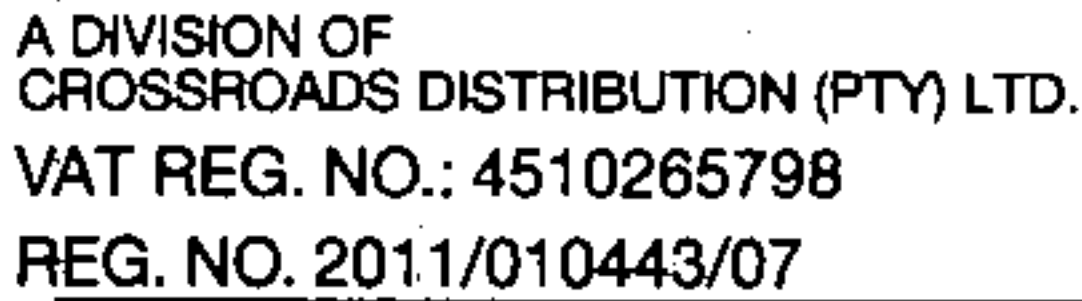 A DIVISION OF
CROSSROADS DISTRIBUTION (PTY) LTD.
VAT REG. NO.: 4510265798
REG. NO. 2011/010443/07